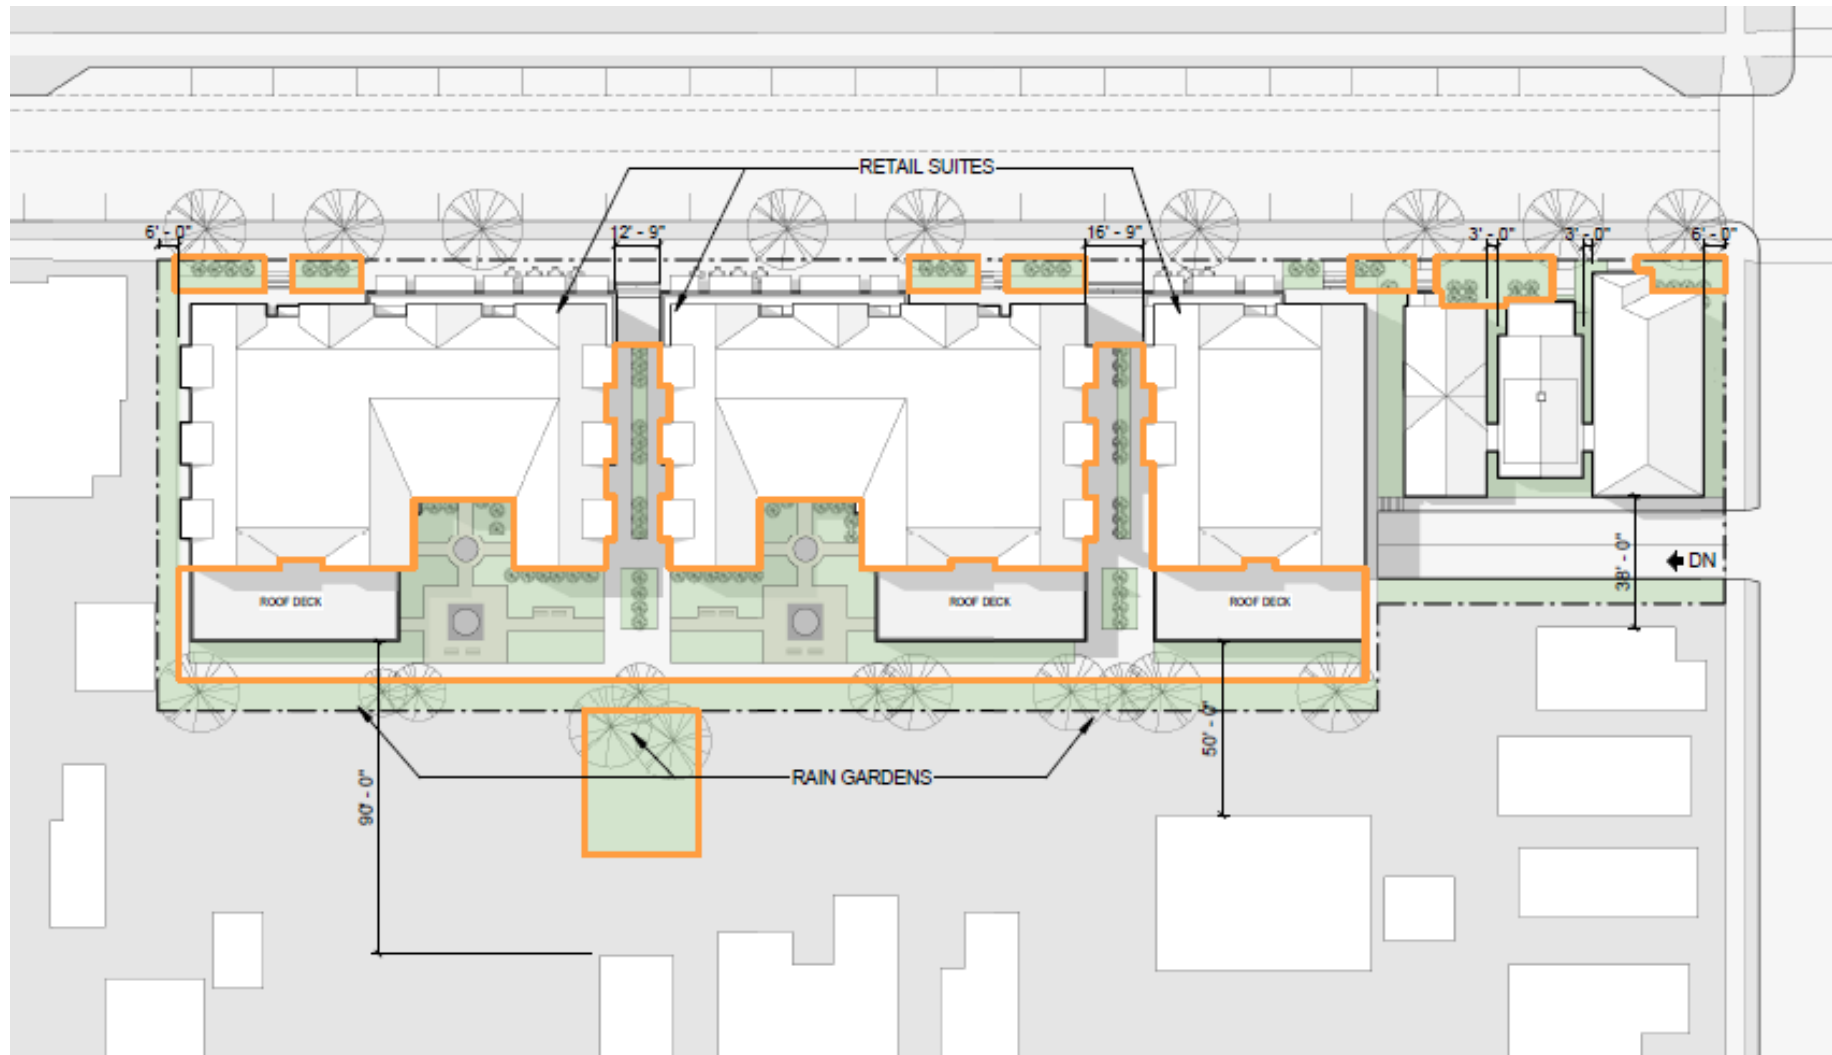 RETAIL SUITES
6' - 0"
12' - 9"
16' - 9"
3' - 0"
3' - 0"
6' - 0"
DN
38' - 0"
ROOF DECK
ROOF DECK
ROOF DECK
50' - 0"
RAIN GARDENS
90' - 0"